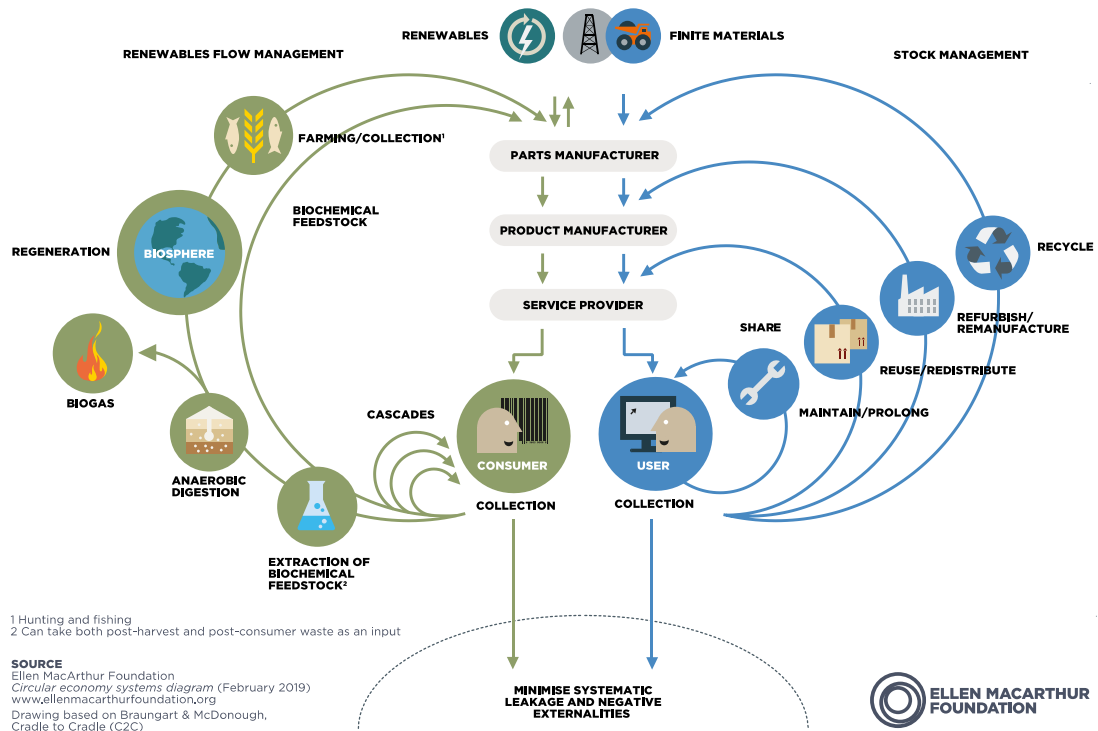 RENEWABLES
FINITE MATERIALS
RENEWABLES FLOW MANAGEMENT
STOCK MANAGEMENT
FARMING/COLLECTION¹
PARTS MANUFACTURER
BIOCHEMICAL
FEEDSTOCK
PRODUCT MANUFACTURER
REGENERATION
BIOSPHERE
RECYCLE
SERVICE PROVIDER
SHARE
REFURBISH/
REMANUFACTURE
REUSE/REDISTRIBUTE
BIOGAS
CASCADES
MAINTAIN/PROLONG
CONSUMER
USER
ANAEROBIC
DIGESTION
COLLECTION
COLLECTION
EXTRACTION OF
BIOCHEMICAL
FEEDSTOCK²
1 Hunting and fishing
2 Can take both post-harvest and post-consumer waste as an input
SOURCE
Ellen MacArthur Foundation
Circular economy systems diagram (February 2019)
www.ellenmacarthurfoundation.org
Drawing based on Braungart & McDonough,
Cradle to Cradle (C2C)
MINIMISE SYSTEMATIC
LEAKAGE AND NEGATIVE
EXTERNALITIES
ELLEN MACARTHUR
FOUNDATION